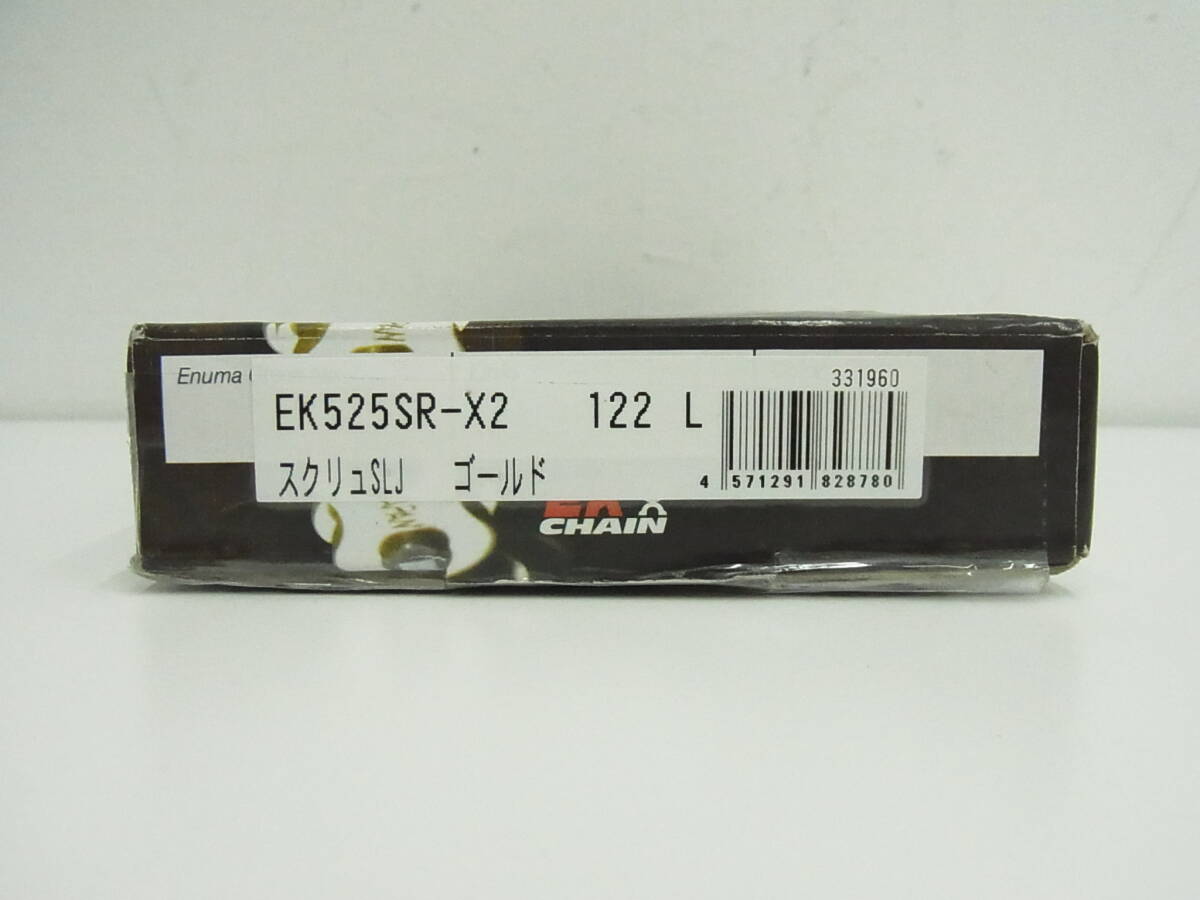 Enuma
331960
EK525SR-X2 122 L
スクリュSLJ ゴールド
4 571291 828780
EK
CHAIN